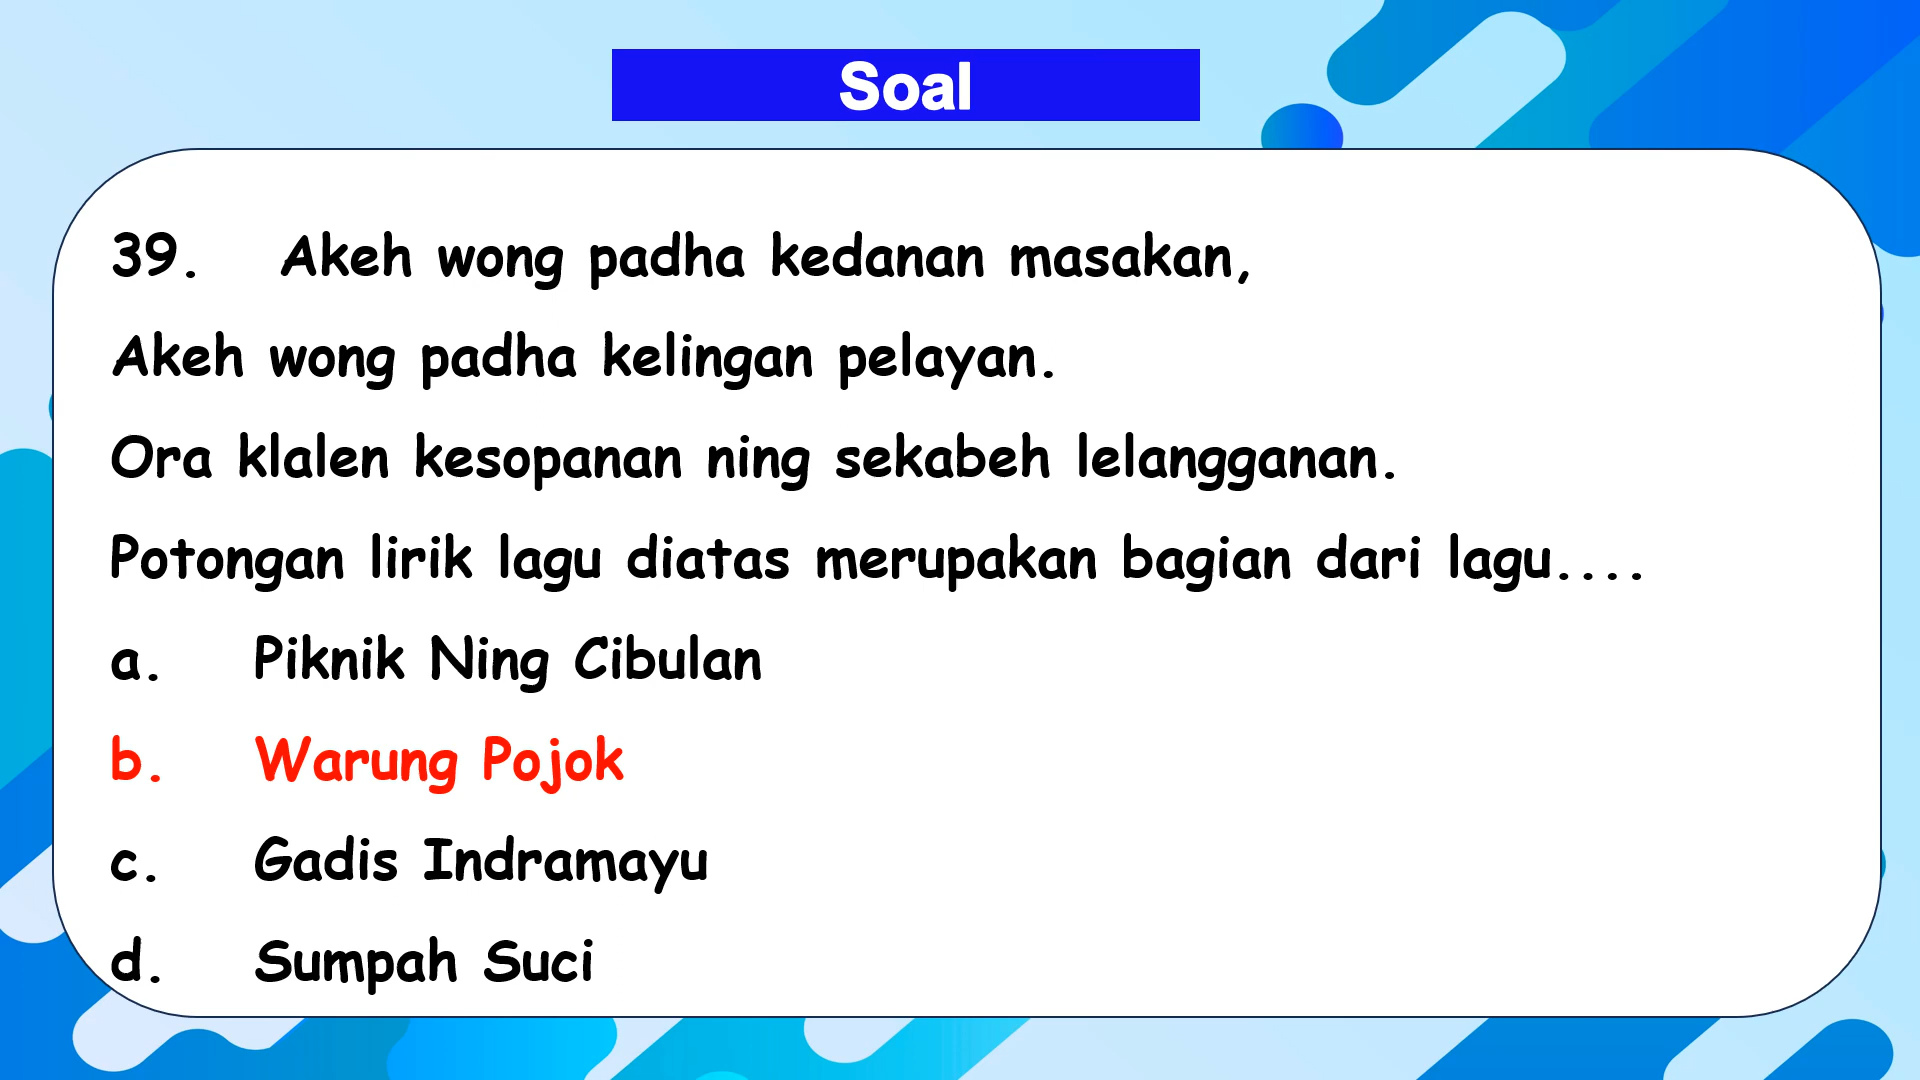 Soal
39. Akeh wong padha kedanan masakan,
Akeh wong padha kelingan pelayan.
Ora klalen kesopanan ning sekabeh lelangganan.
Potongan lirik lagu diatas merupakan bagian dari lagu....
a. Piknik Ning Cibulan
b. Warung Pojok
c. Gadis Indramayu
d. Sumpah Suci